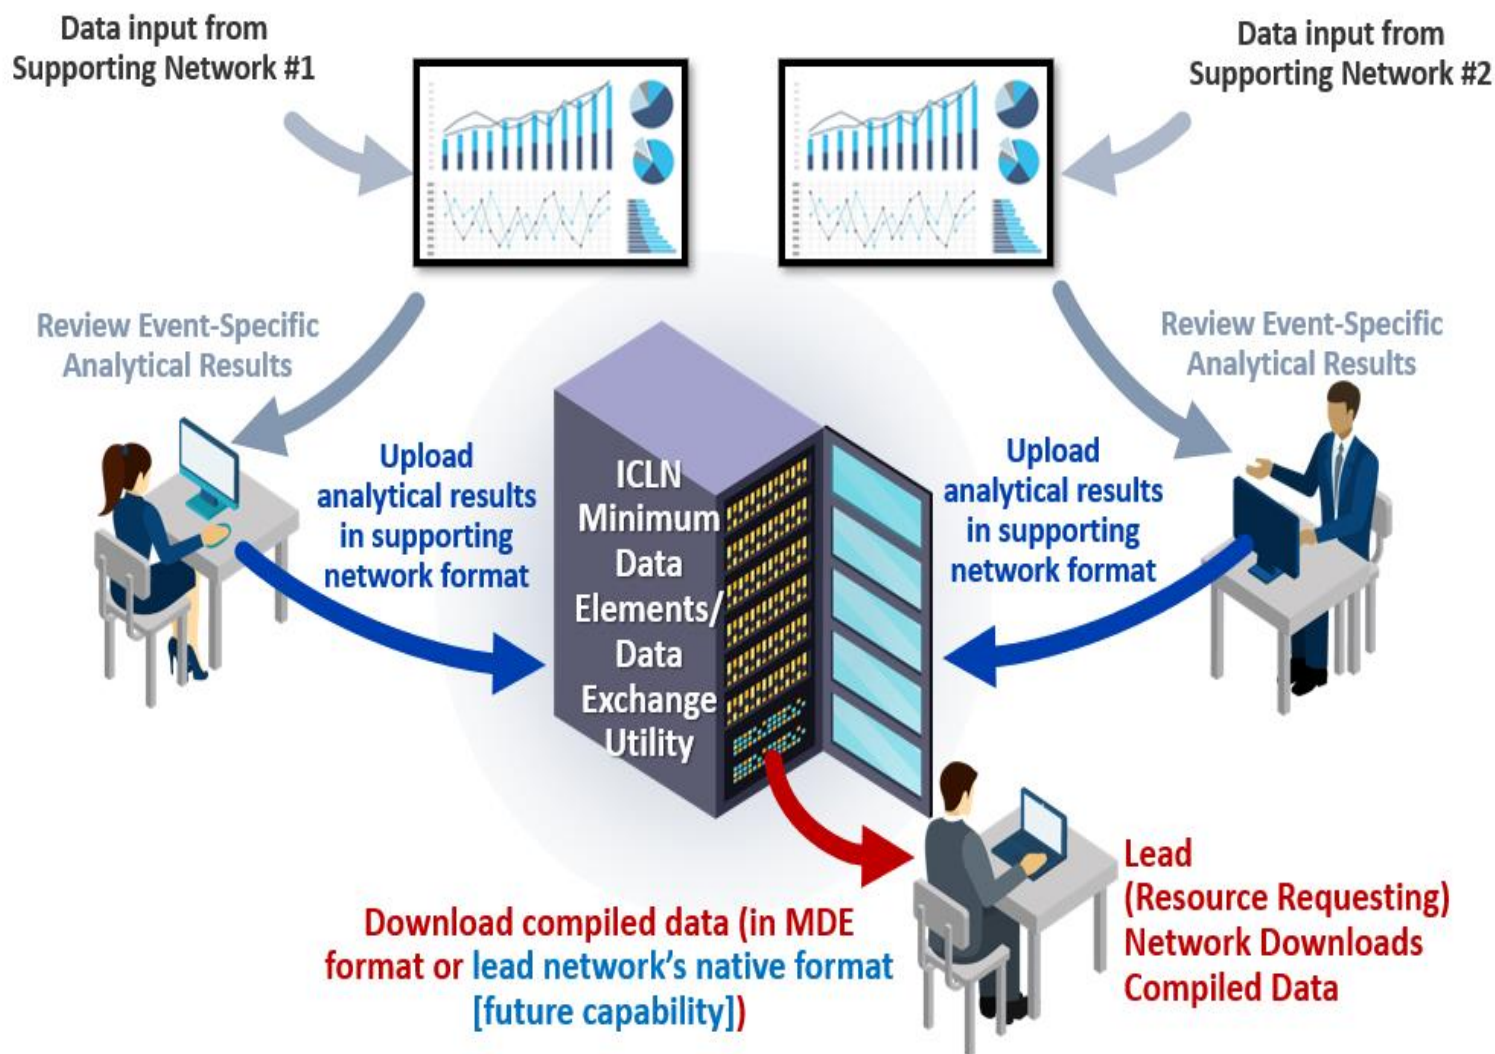 Data input from
Supporting Network #1
Data input from
Supporting Network #2
Review Event-Specific
Analytical Results
Review Event-Specific
Analytical Results
Upload
analytical results
in supporting
network format
ICLN
Minimum
Data
Elements/
Data
Exchange
Utility
Upload
analytical results
in supporting
network format
Download compiled data (in MDE
format or lead network's native format
[future capability])
Lead
(Resource Requesting)
Network Downloads
Compiled Data